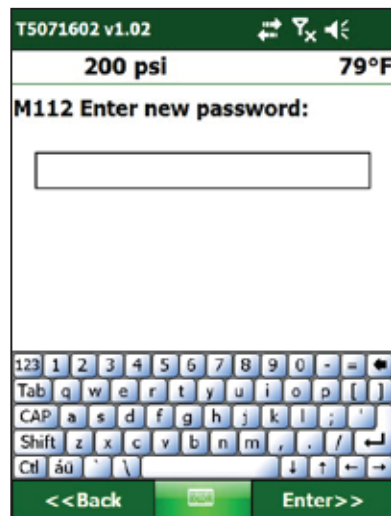 T5071602 v1.02
200 psi 79°F
M112 Enter new password:
123 1 2 3 4 5 6 7 8 9 0 - =
Tab q w e r t y u i o p [ ]
CAP a s d f g h j k l ; '
Shift z x c v b n m , . /
Ctl áü ` \
<<Back Enter>>